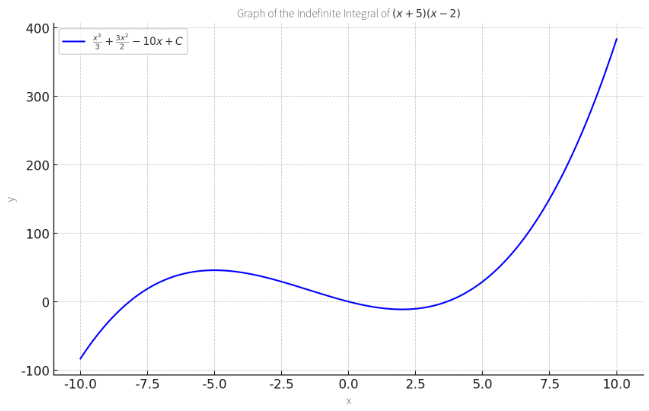 Graph of the Indefinite Integral of (x + 5)(x − 2)
x³/3 + 3x²/2 − 10x + C
400
300
200
100
0
-100
y
-10.0 -7.5 -5.0 -2.5 0.0 2.5 5.0 7.5 10.0
x